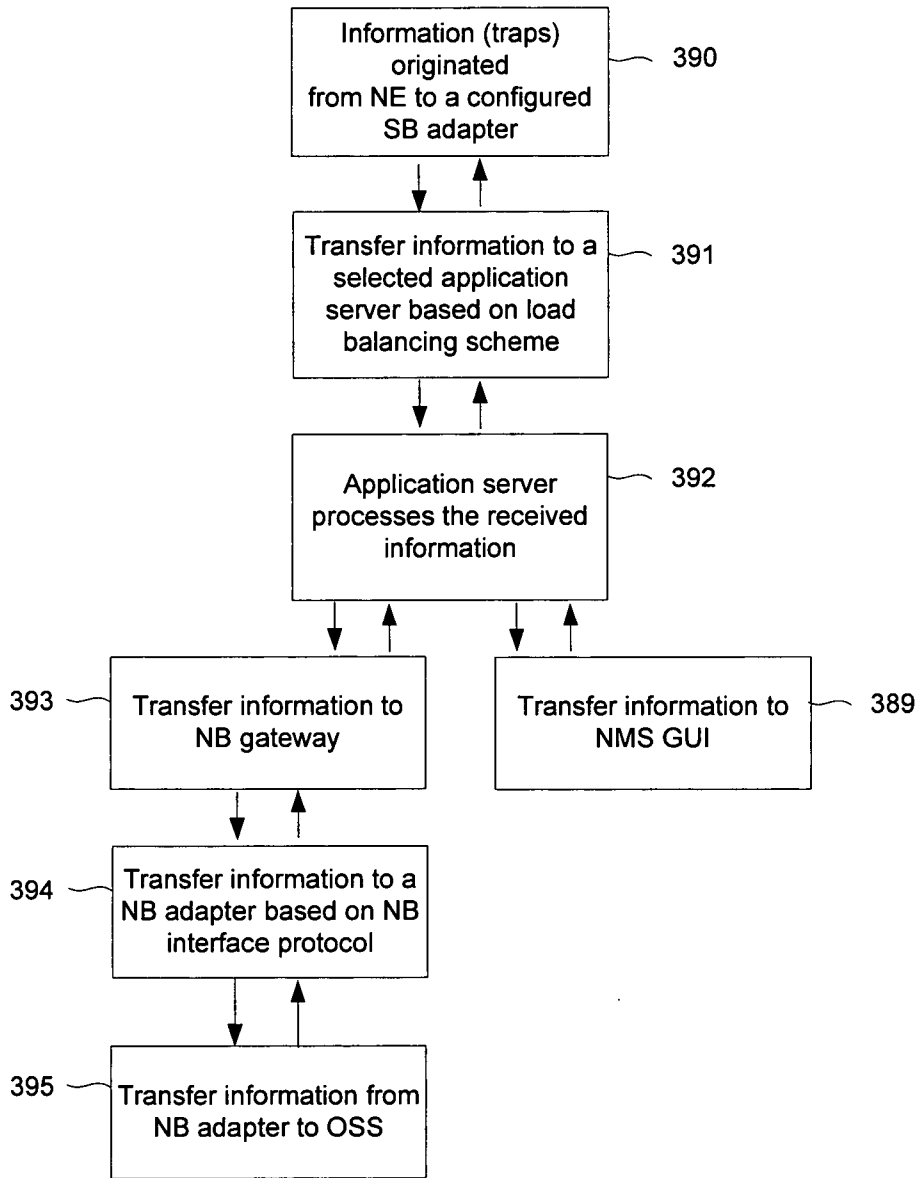 Information (traps)
originated
from NE to a configured
SB adapter
390
Transfer information to a
selected application
server based on load
balancing scheme
391
Application server
processes the received
information
392
393
Transfer information to
NB gateway
Transfer information to
NMS GUI
389
394
Transfer information to a
NB adapter based on NB
interface protocol
395
Transfer information from
NB adapter to OSS